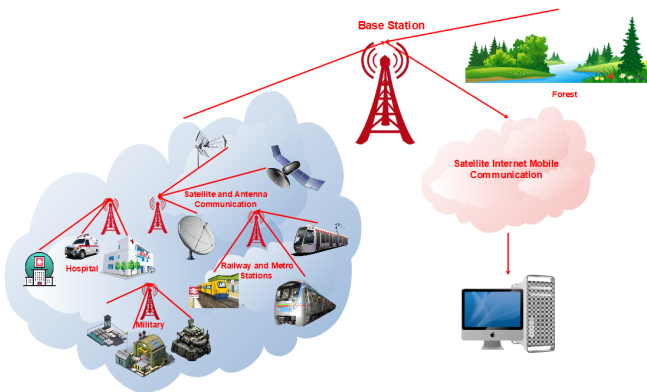 Base Station
Forest
Satellite Internet Mobile
Communication
Satellite and Antenna
Communication
Hospital
Railway and Metro
Stations
Military